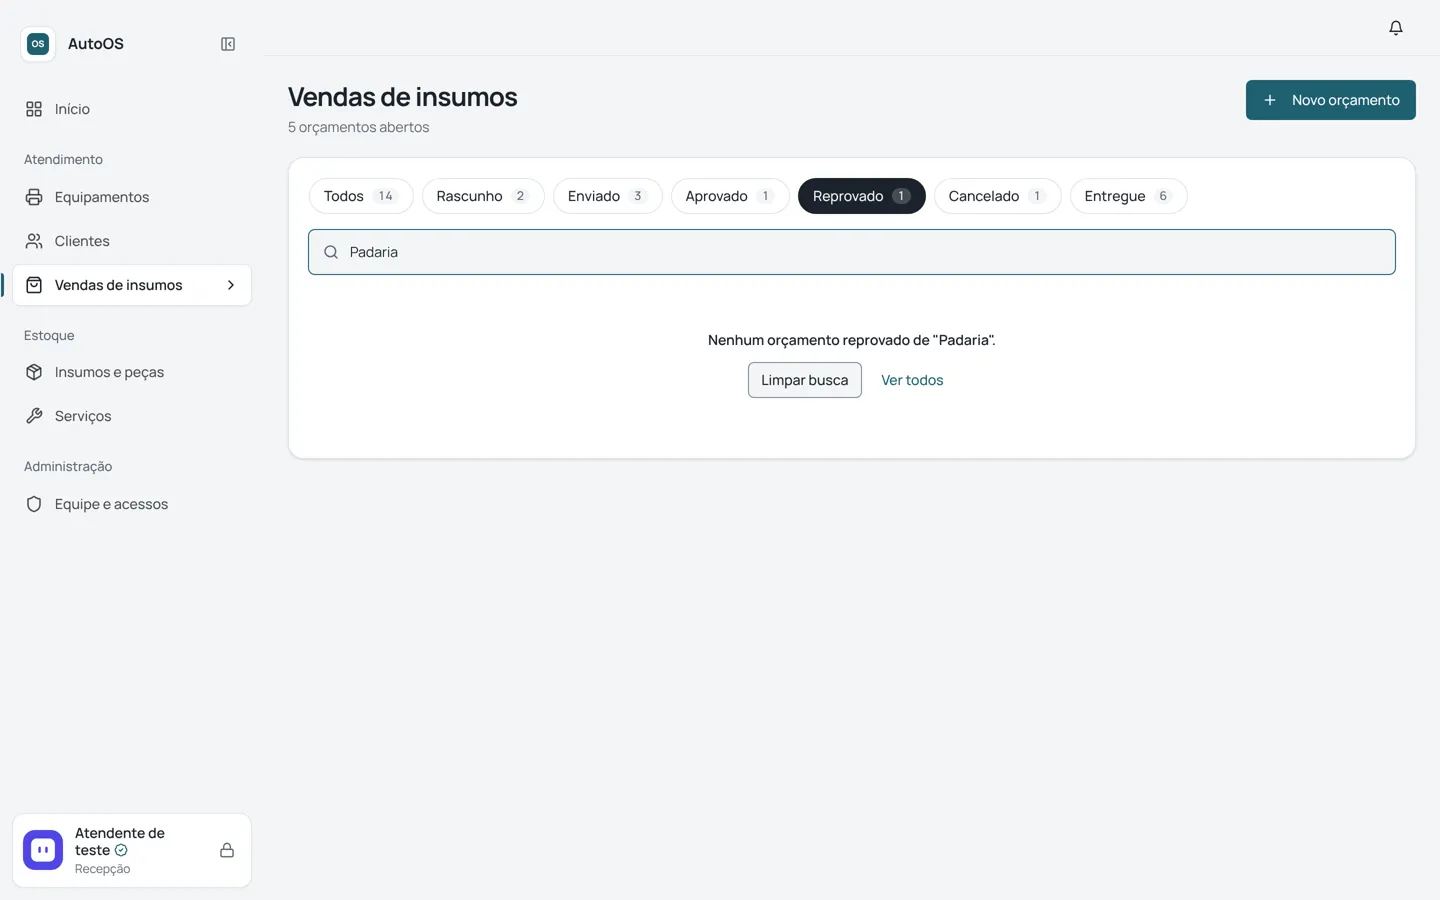 OS AutoOS
Início
Atendimento
Equipamentos
Clientes
Vendas de insumos
Estoque
Insumos e peças
Serviços
Administração
Equipe e acessos
Atendente de
teste
Recepção
Vendas de insumos
5 orçamentos abertos
Novo orçamento
Todos 14 Rascunho 2 Enviado 3 Aprovado 1 Reprovado 1 Cancelado 1 Entregue 6
Padaria
Nenhum orçamento reprovado de "Padaria".
Limpar busca Ver todos